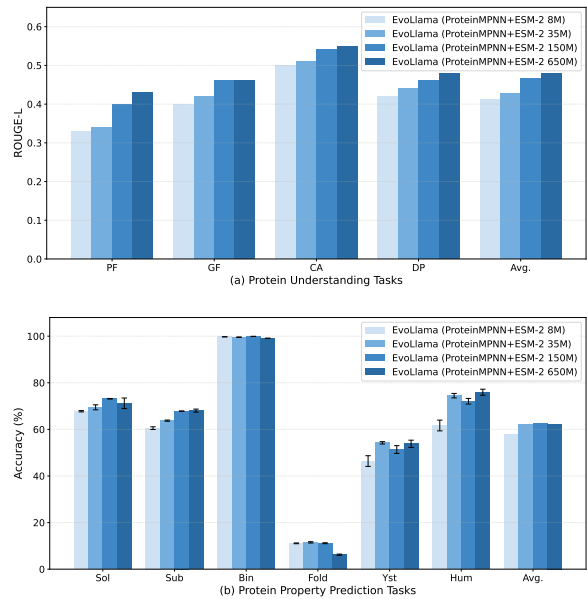 0.6
0.5
0.4
0.3
0.2
0.1
0.0
ROUGE-L
EvoLlama (ProteinMPNN+ESM-2 8M)
EvoLlama (ProteinMPNN+ESM-2 35M)
EvoLlama (ProteinMPNN+ESM-2 150M)
EvoLlama (ProteinMPNN+ESM-2 650M)
PF GF CA DP Avg.
(a) Protein Understanding Tasks
100
80
60
40
20
0
Accuracy (%)
EvoLlama (ProteinMPNN+ESM-2 8M)
EvoLlama (ProteinMPNN+ESM-2 35M)
EvoLlama (ProteinMPNN+ESM-2 150M)
EvoLlama (ProteinMPNN+ESM-2 650M)
Sol Sub Bin Fold Yst Hum Avg.
(b) Protein Property Prediction Tasks